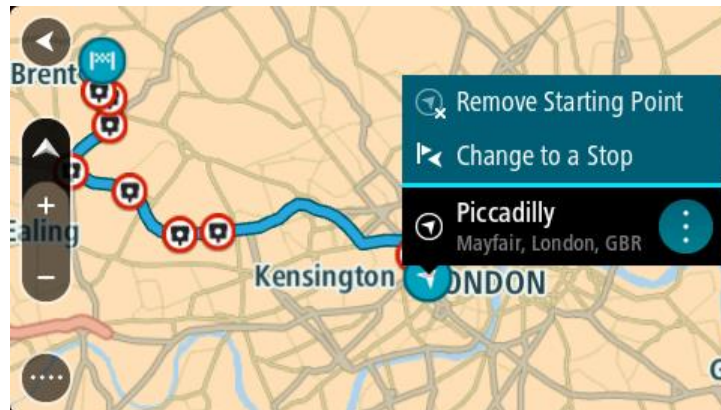 Brent
Remove Starting Point
Change to a Stop
Piccadilly
Mayfair, London, GBR
Ealing
Kensington
ONDON
G
+
−